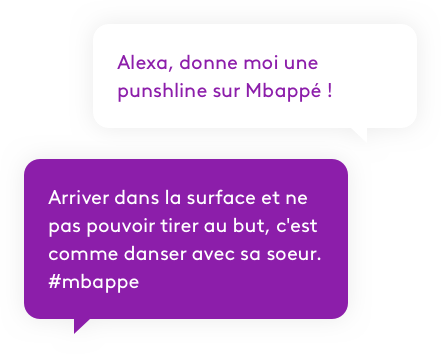 Alexa, donne moi une
punshline sur Mbappé !
Arriver dans la surface et ne
pas pouvoir tirer au but, c'est
comme danser avec sa soeur.
#mbappe